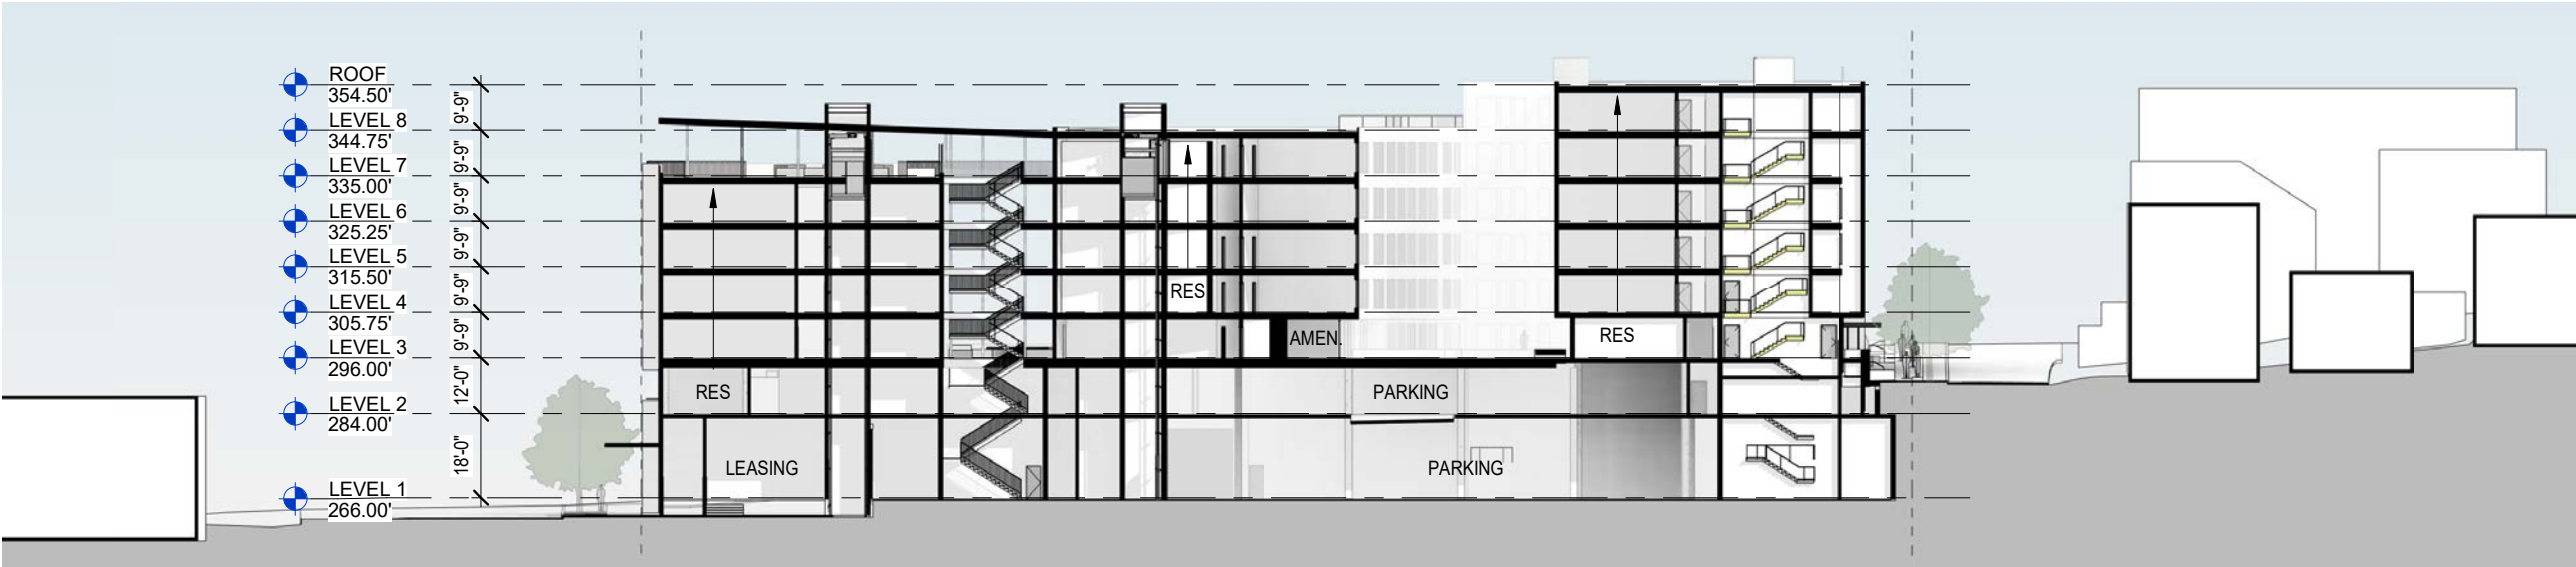 ROOF
354.50'
9'-9"
LEVEL 8
344.75'
9'-9"
LEVEL 7
335.00'
9'-9"
LEVEL 6
325.25'
9'-9"
LEVEL 5
315.50'
9'-9"
LEVEL 4
305.75'
9'-9"
LEVEL 3
296.00'
12'-0"
LEVEL 2
284.00'
18'-0"
LEVEL 1
266.00'
RES
AMEN.
RES
RES
PARKING
LEASING
PARKING